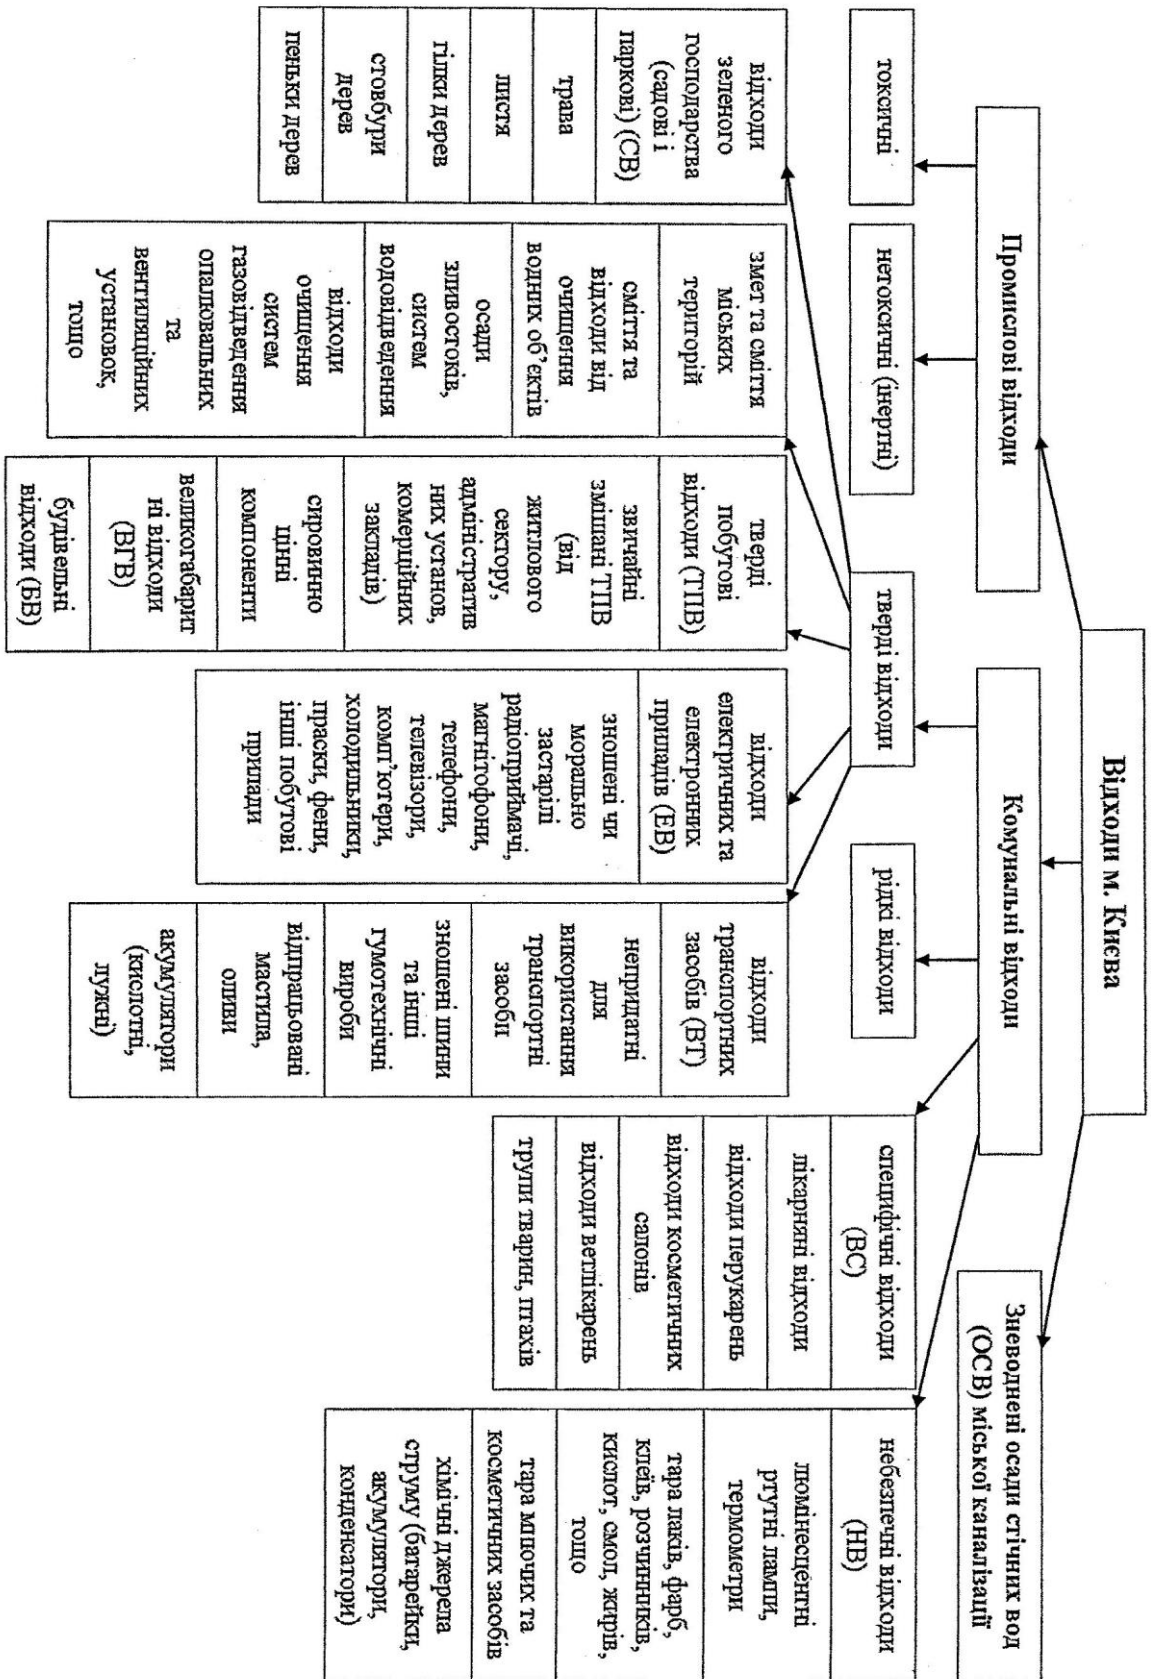 Відходи м. Києва
Промислові відходи
Комунальні відходи
Зневоднені осади стічних вод
(ОСВ) міської каналізації
токсичні
нетоксичні (інертні)
тверді відходи
рідкі відходи
специфічні відходи
(ВС)
лікарняні відходи
відходи перукарень
відходи косметичних
салонів
відходи ветлікарень
трупи тварин, птахів
небезпечні відходи
(НВ)
люмінесцентні
ртутні лампи,
термометри
тара лаків, фарб,
клеїв, розчинників,
кислот, смол, жирів,
тощо
тара миючих та
косметичних засобів
хімічні джерела
струму (батарейки,
акумулятори,
конденсатори)
відходи
зеленого
господарства
(садові і
паркові) (СВ)
трава
листя
гілки дерев
стовбури
дерев
пеньки дерев
змет та сміття
міських
територій
сміття та
відходи від
очищення
водних об'єктів
осади
зливостоків,
систем
водовідведення
відходи
очищення
систем
газовідведення
опалювальних
та
вентиляційних
установок,
тощо
тверді
побутові
відходи (ТПВ)
звичайні
змішані ТПВ
(від
житлового
сектору,
адміністратив
них установ,
комерційних
закладів)
сировинно
цінні
компоненти
великогабарит
ні відходи
(ВГВ)
будівельні
відходи (БВ)
відходи
електричних та
електронних
приладів (ЕВ)
зношені чи
морально
застарілі
радіоприймачі,
магнітофони,
телефони,
телевізори,
комп'ютери,
холодильники,
праски, фени,
інші побутові
прилади
відходи
транспортних
засобів (ВТ)
непридатні
для
використання
транспортні
засоби
зношені шини
та інші
гумотехнічні
вироби
відпрацьовані
мастила,
оливи
акумулятори
(кислотні,
лужні)